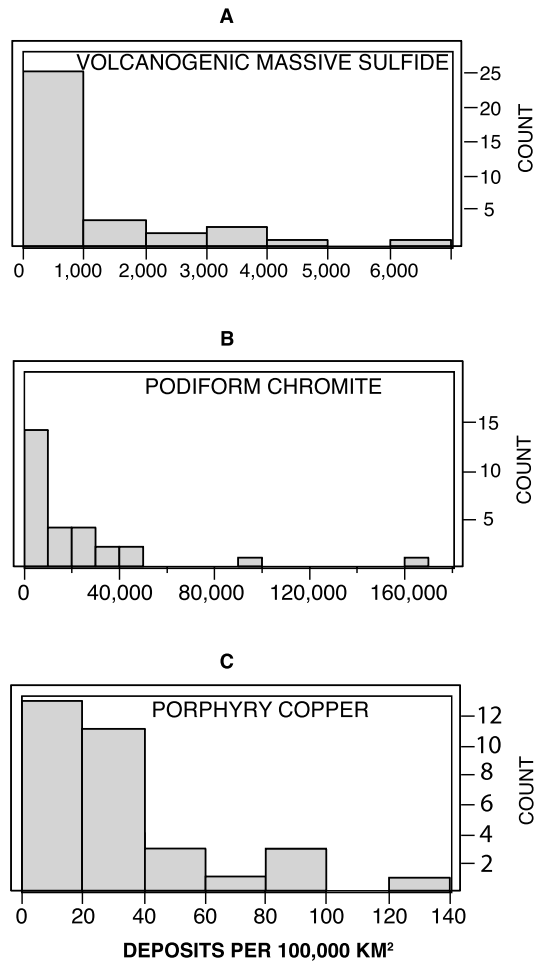 A
VOLCANOGENIC MASSIVE SULFIDE
25
20
15
10
5
COUNT
0 1,000 2,000 3,000 4,000 5,000 6,000
B
PODIFORM CHROMITE
15
10
5
COUNT
0 40,000 80,000 120,000 160,000
C
PORPHYRY COPPER
12
10
8
6
4
2
COUNT
0 20 40 60 80 100 120 140
DEPOSITS PER 100,000 KM²